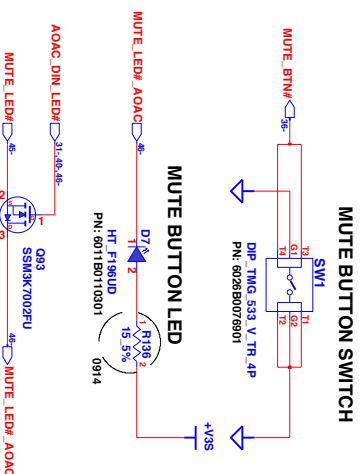 MUTE BUTTON SWITCH
MUTE_BTN#
36-
SW1
T3
T1
G1
G2
T4
T2
DIP_TMG_533_V_TR_4P
PN: 6026B0076901
MUTE BUTTON LED
MUTE_LED#_AOAC
46-
D7
1
2
HT_F196UD
PN: 6011B0110301
R136
1
2
15_5%
0914
+V3S
AOAC_DIN_LED#
31-,40-,46-
MUTE_LED#
45-
1
2
3
Q93
SSM3K7002FU
46-
MUTE_LED#_AOAC